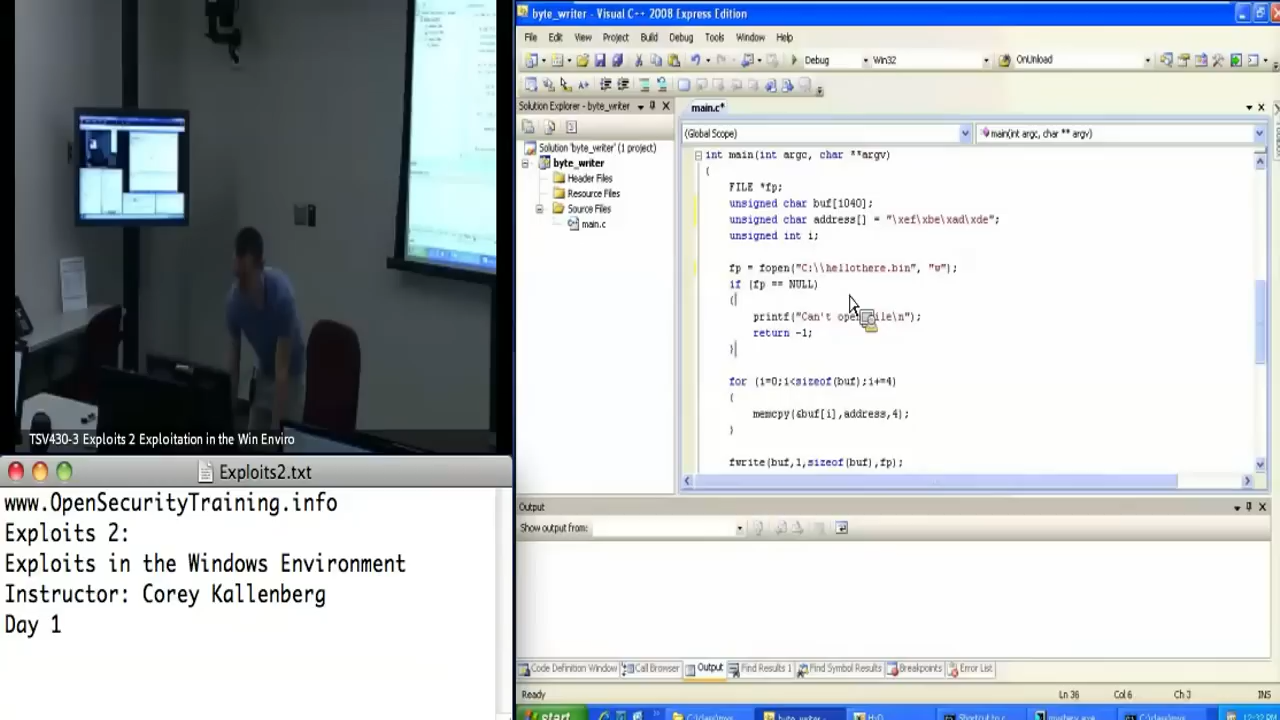 byte_writer - Visual C++ 2008 Express Edition
File Edit View Project Build Debug Tools Window Help
Debug Win32 OnUnload
Solution Explorer - byte_writer
main.c*
(Global Scope)
main(int argc, char ** argv)
Solution 'byte_writer' (1 project)
byte_writer
Header Files
Resource Files
Source Files
main.c
int main(int argc, char **argv)
{
FILE *fp;
unsigned char buf[1040];
unsigned char address[] = "\xef\xbe\xad\xde";
unsigned int i;
fp = fopen("C:\\hellothere.bin", "w");
if (fp == NULL)
{
printf("Can't open file\n");
return -1;
}
for (i=0;i<sizeof(buf);i+=4)
{
memcpy(&buf[i],address,4);
}
fwrite(buf,1,sizeof(buf),fp);
Output
Show output from:
Code Definition Window Call Browser Output Find Results 1 Find Symbol Results Breakpoints Error List
Ready Ln 36 Col 6 Ch 3 INS
start
TSV430-3 Exploits 2 Exploitation in the Win Enviro
Exploits2.txt
www.OpenSecurityTraining.info
Exploits 2:
Exploits in the Windows Environment
Instructor: Corey Kallenberg
Day 1